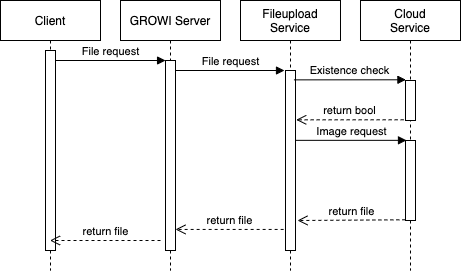 Client
GROWI Server
Fileupload
Service
Cloud
Service
File request
File request
Existence check
return bool
Image request
return file
return file
return file